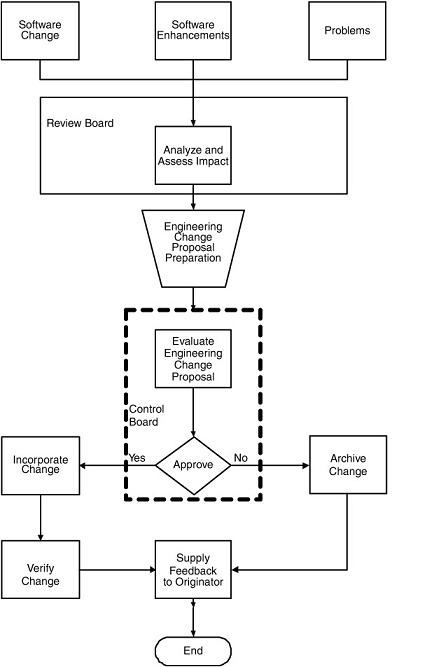 Software
Change
Software
Enhancements
Problems
Review Board
Analyze and
Assess Impact
Engineering
Change
Proposal
Preparation
Evaluate
Engineering
Change
Proposal
Control
Board
Incorporate
Change
Yes
Approve
No
Archive
Change
Verify
Change
Supply
Feedback
to Originator
End